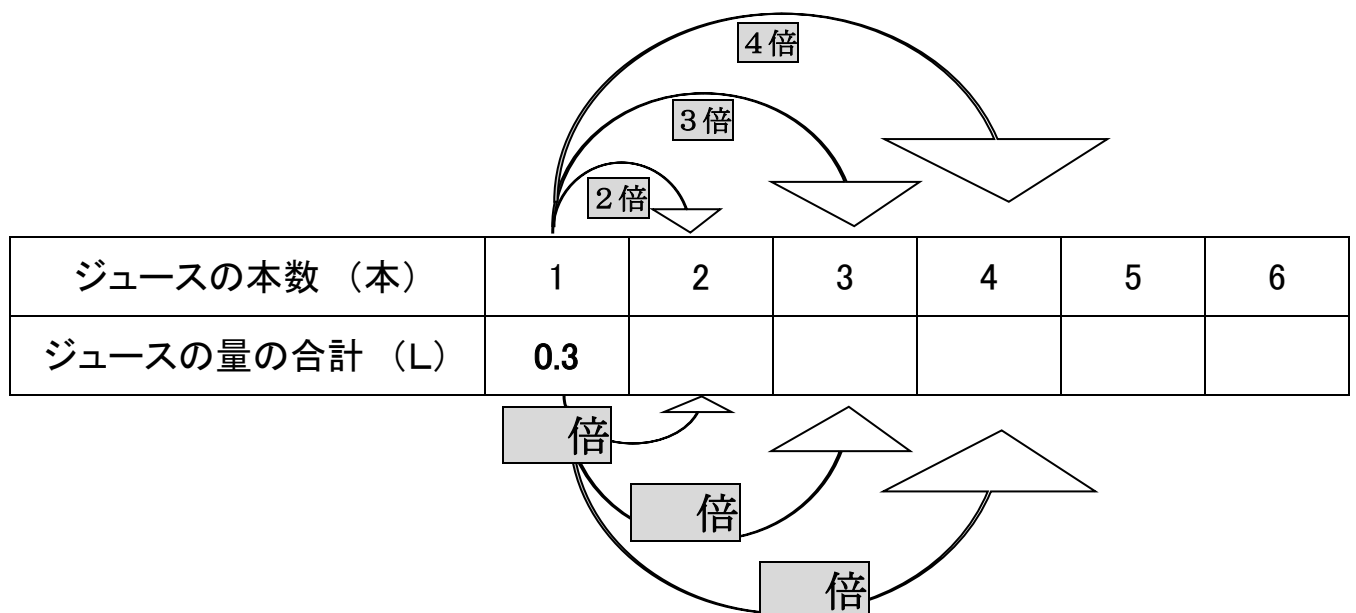 ４倍
３倍
２倍
ジュースの本数 （本） 1 2 3 4 5 6
ジュースの量の合計 （L） 0.3
倍
倍
倍